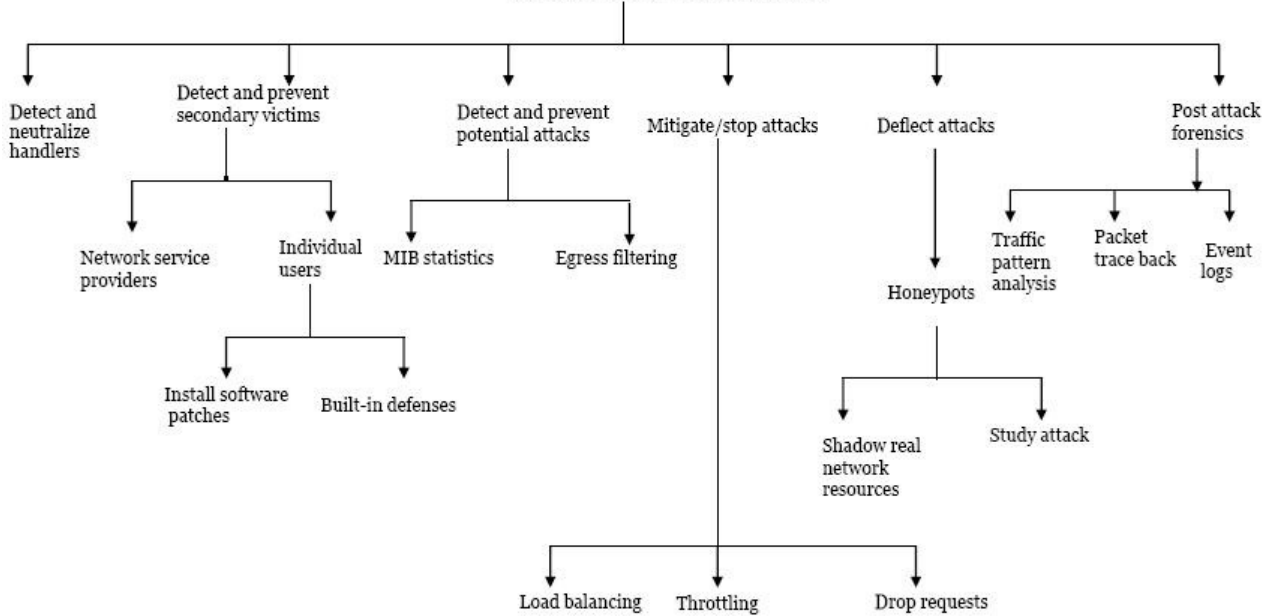 Detect and
neutralize
handlers
Detect and prevent
secondary victims
Detect and prevent
potential attacks
Mitigate/stop attacks
Deflect attacks
Post attack
forensics
Network service
providers
Individual
users
MIB statistics
Egress filtering
Traffic
pattern
analysis
Packet
trace back
Event
logs
Honeypots
Install software
patches
Built-in defenses
Shadow real
network
resources
Study attack
Load balancing
Throttling
Drop requests